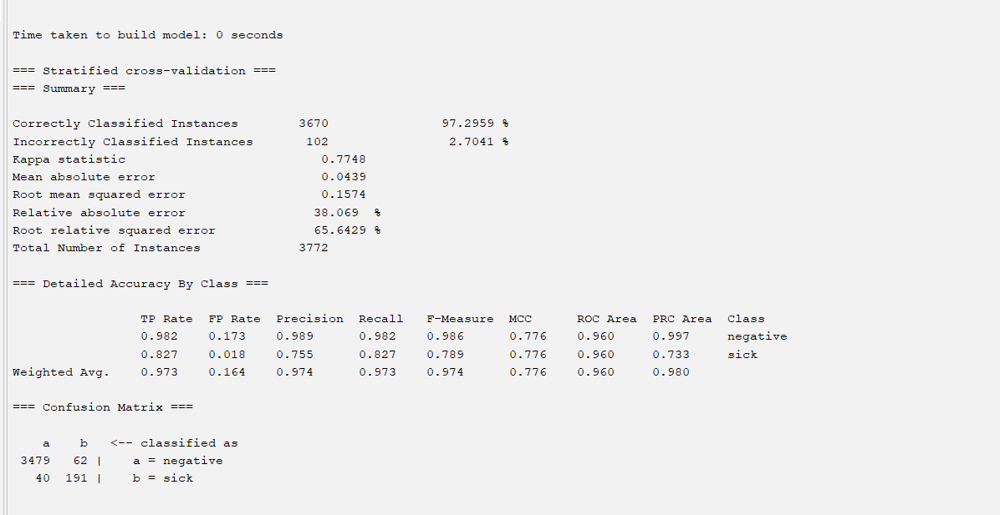 Time taken to build model: 0 seconds
=== Stratified cross-validation ===
=== Summary ===
Correctly Classified Instances 3670 97.2959 %
Incorrectly Classified Instances 102 2.7041 %
Kappa statistic 0.7748
Mean absolute error 0.0439
Root mean squared error 0.1574
Relative absolute error 38.069 %
Root relative squared error 65.6429 %
Total Number of Instances 3772
=== Detailed Accuracy By Class ===
TP Rate FP Rate Precision Recall F-Measure MCC ROC Area PRC Area Class
0.982 0.173 0.989 0.982 0.986 0.776 0.960 0.997 negative
0.827 0.018 0.755 0.827 0.789 0.776 0.960 0.733 sick
Weighted Avg. 0.973 0.164 0.974 0.973 0.974 0.776 0.960 0.980
=== Confusion Matrix ===
a b <-- classified as
3479 62 | a = negative
40 191 | b = sick